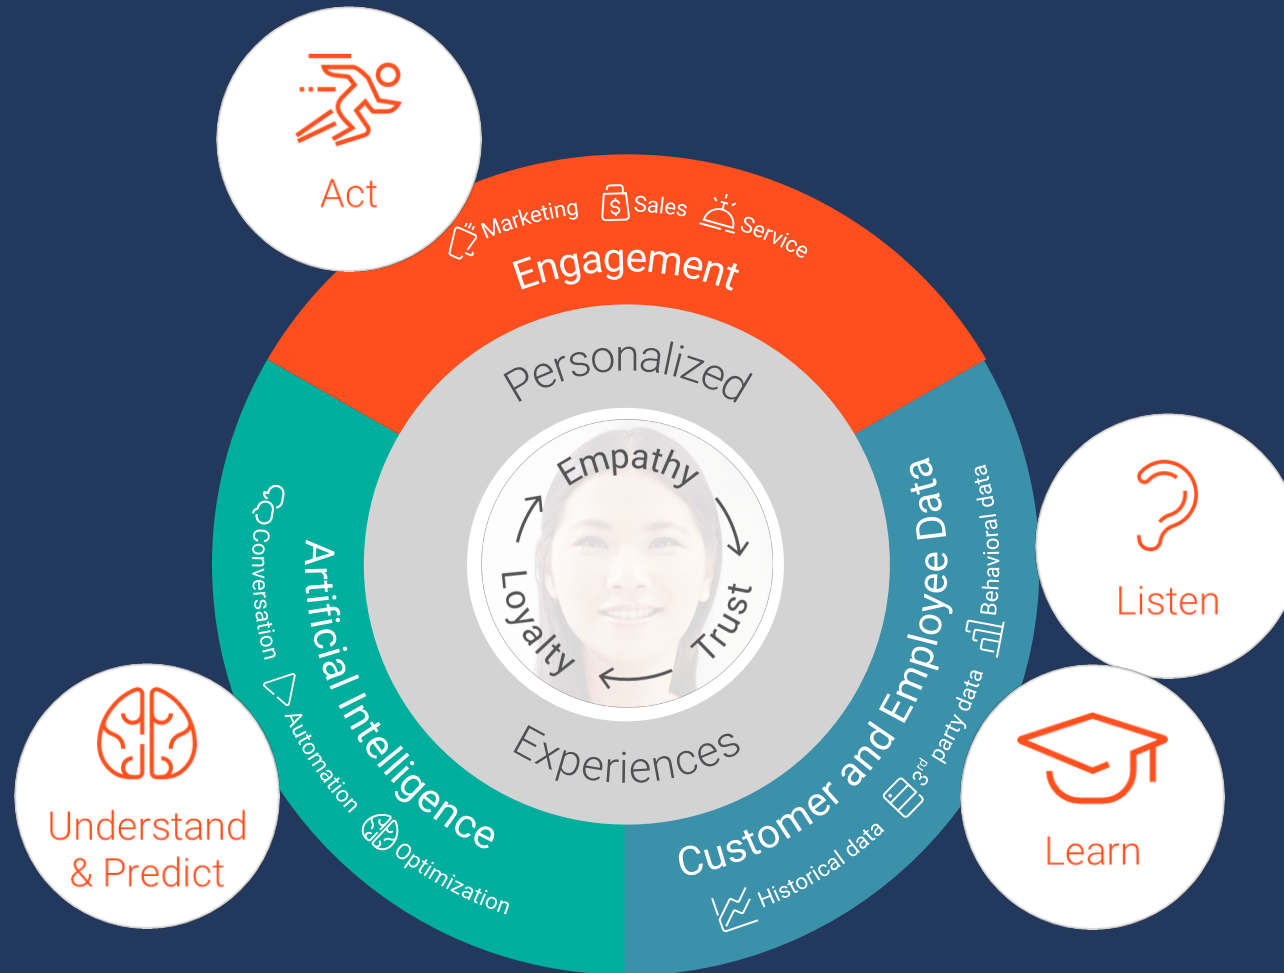 Act
Marketing
Sales
Service
Engagement
Personalized
Empathy
Trust
Loyalty
Experiences
Artificial Intelligence
Conversation
Automation
Optimization
Customer and Employee Data
Behavioral data
3rd party data
Historical data
Listen
Learn
Understand
& Predict